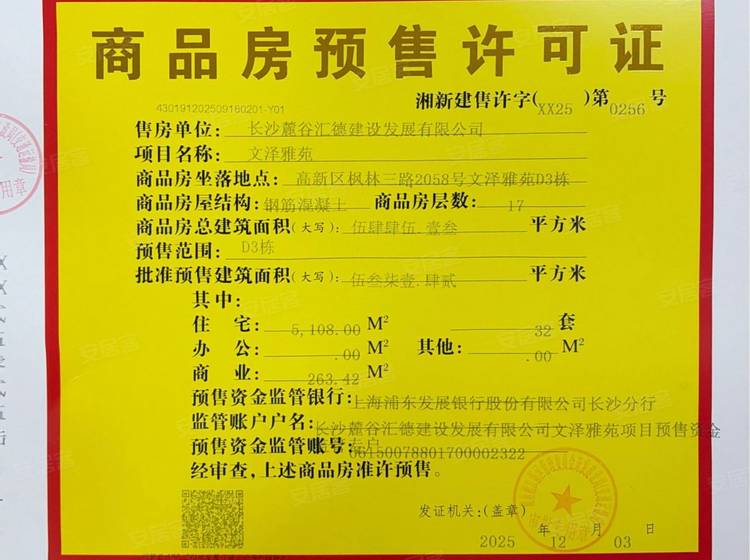 商品房预售许可证
湘新建售许字(XX25)第0256号
430191202509160201-Y01
售房单位: 长沙麓谷汇德建设发展有限公司
项目名称: 文泽雅苑
商品房坐落地点: 高新区枫林三路2058号文泽雅苑D3栋
商品房屋结构: 钢筋混凝土 商品房层数: 17
商品房总建筑面积(大写): 伍肆肆伍.壹叁 平方米
预售范围: D3栋
批准预售建筑面积(大写): 伍叁柒壹.肆贰 平方米
其中:
住 宅: 5,108.00 M² 32 套
办 公: .00 M² 其他: .00 M²
商 业: 263.42 M²
预售资金监管银行: 上海浦东发展银行股份有限公司长沙分行
监管账户户名: 长沙麓谷汇德建设发展有限公司文泽雅苑项目预售资金
专户
预售资金监管账号: 06150078801700002322
经审查,上述商品房准许预售。
发证机关:(盖章)
2025 年 12 月 03 日
安居客